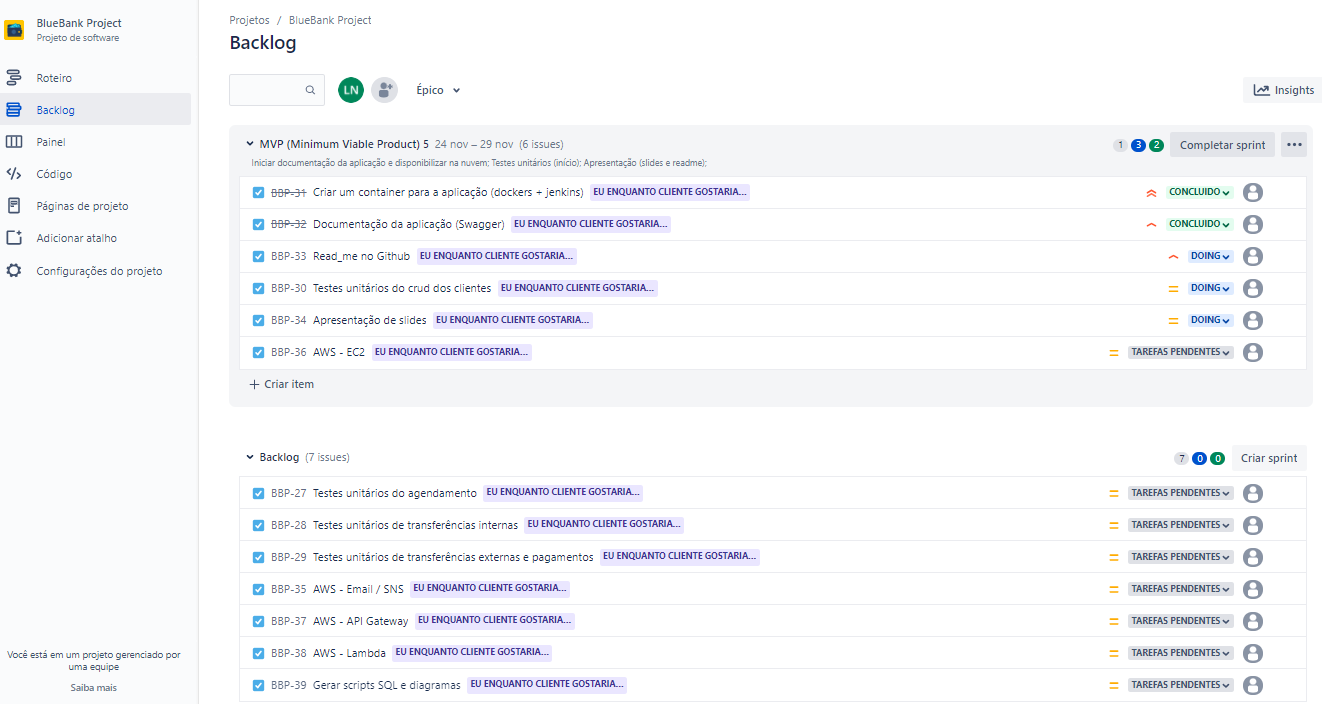 BlueBank Project
Projeto de software
Roteiro
Backlog
Painel
Código
Páginas de projeto
Adicionar atalho
Configurações do projeto
Você está em um projeto gerenciado por
uma equipe
Saiba mais
Projetos / BlueBank Project
Backlog
LN Épico Insights
MVP (Minimum Viable Product) 5 24 nov – 29 nov (6 issues) 1 3 2 Completar sprint
Iniciar documentação da aplicação e disponibilizar na nuvem; Testes unitários (início); Apresentação (slides e readme);
BBP-31 Criar um container para a aplicação (dockers + jenkins) EU ENQUANTO CLIENTE GOSTARIA... CONCLUIDO
BBP-32 Documentação da aplicação (Swagger) EU ENQUANTO CLIENTE GOSTARIA... CONCLUIDO
BBP-33 Read_me no Github EU ENQUANTO CLIENTE GOSTARIA... DOING
BBP-30 Testes unitários do crud dos clientes EU ENQUANTO CLIENTE GOSTARIA... DOING
BBP-34 Apresentação de slides EU ENQUANTO CLIENTE GOSTARIA... DOING
BBP-36 AWS - EC2 EU ENQUANTO CLIENTE GOSTARIA... TAREFAS PENDENTES
+ Criar item
Backlog (7 issues) 7 0 0 Criar sprint
BBP-27 Testes unitários do agendamento EU ENQUANTO CLIENTE GOSTARIA... TAREFAS PENDENTES
BBP-28 Testes unitários de transferências internas EU ENQUANTO CLIENTE GOSTARIA... TAREFAS PENDENTES
BBP-29 Testes unitários de transferências externas e pagamentos EU ENQUANTO CLIENTE GOSTARIA... TAREFAS PENDENTES
BBP-35 AWS - Email / SNS EU ENQUANTO CLIENTE GOSTARIA... TAREFAS PENDENTES
BBP-37 AWS - API Gateway EU ENQUANTO CLIENTE GOSTARIA... TAREFAS PENDENTES
BBP-38 AWS - Lambda EU ENQUANTO CLIENTE GOSTARIA... TAREFAS PENDENTES
BBP-39 Gerar scripts SQL e diagramas EU ENQUANTO CLIENTE GOSTARIA... TAREFAS PENDENTES